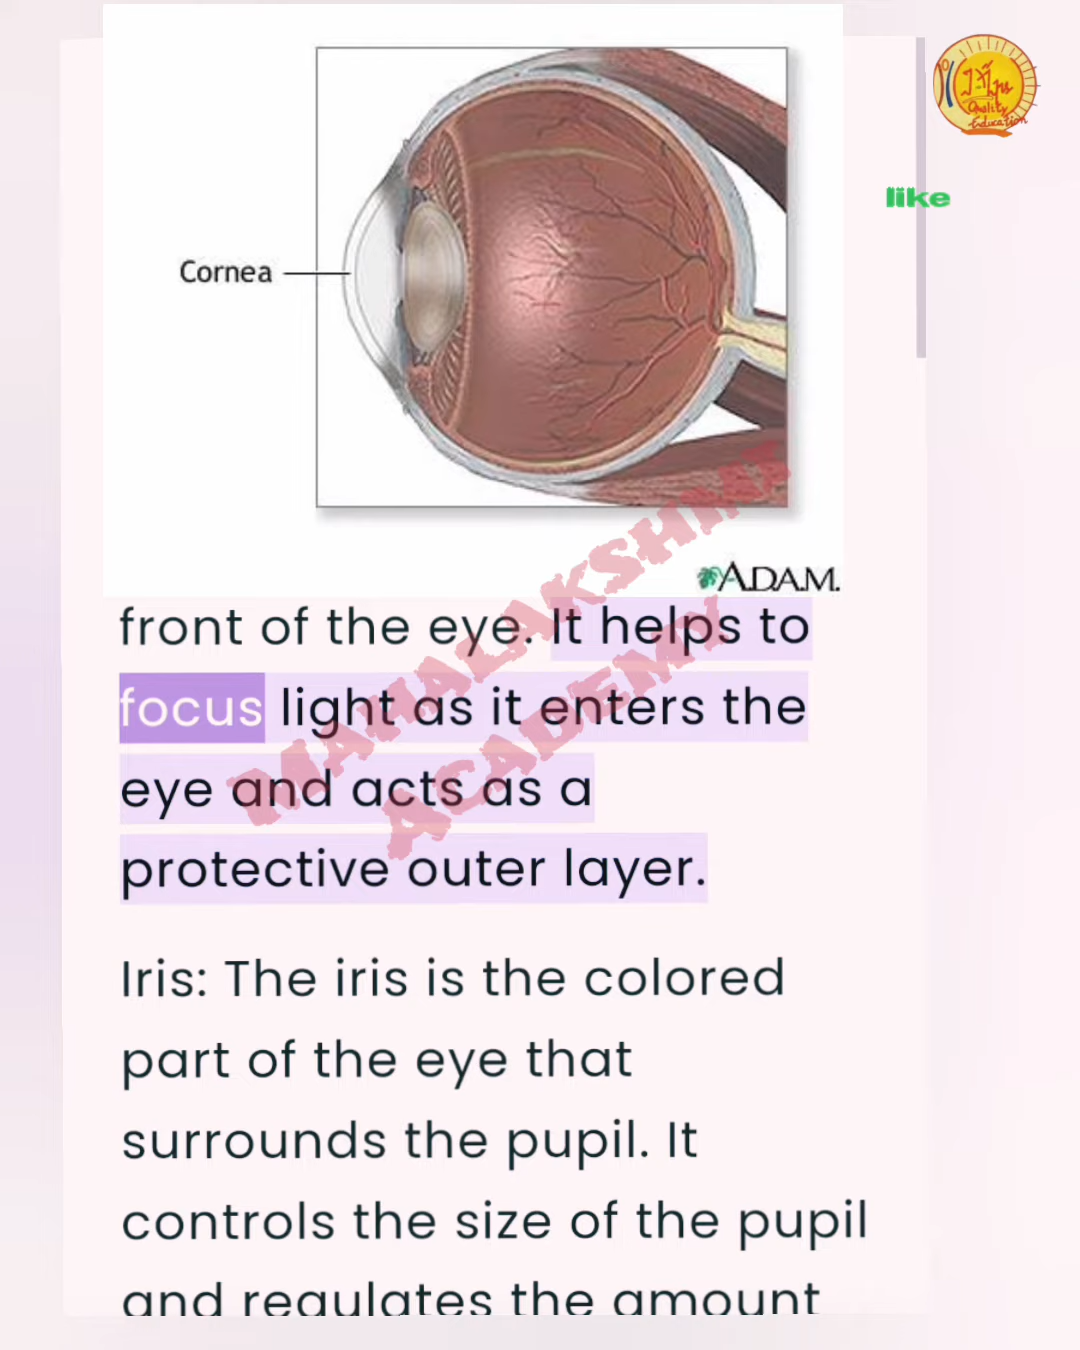 Quality
Education
like
Cornea
A.D.A.M.
front of the eye. It helps to
focus light as it enters the
eye and acts as a
protective outer layer.
MAHALAKSHMI
ACADEMY
Iris: The iris is the colored
part of the eye that
surrounds the pupil. It
controls the size of the pupil
and regulates the amount